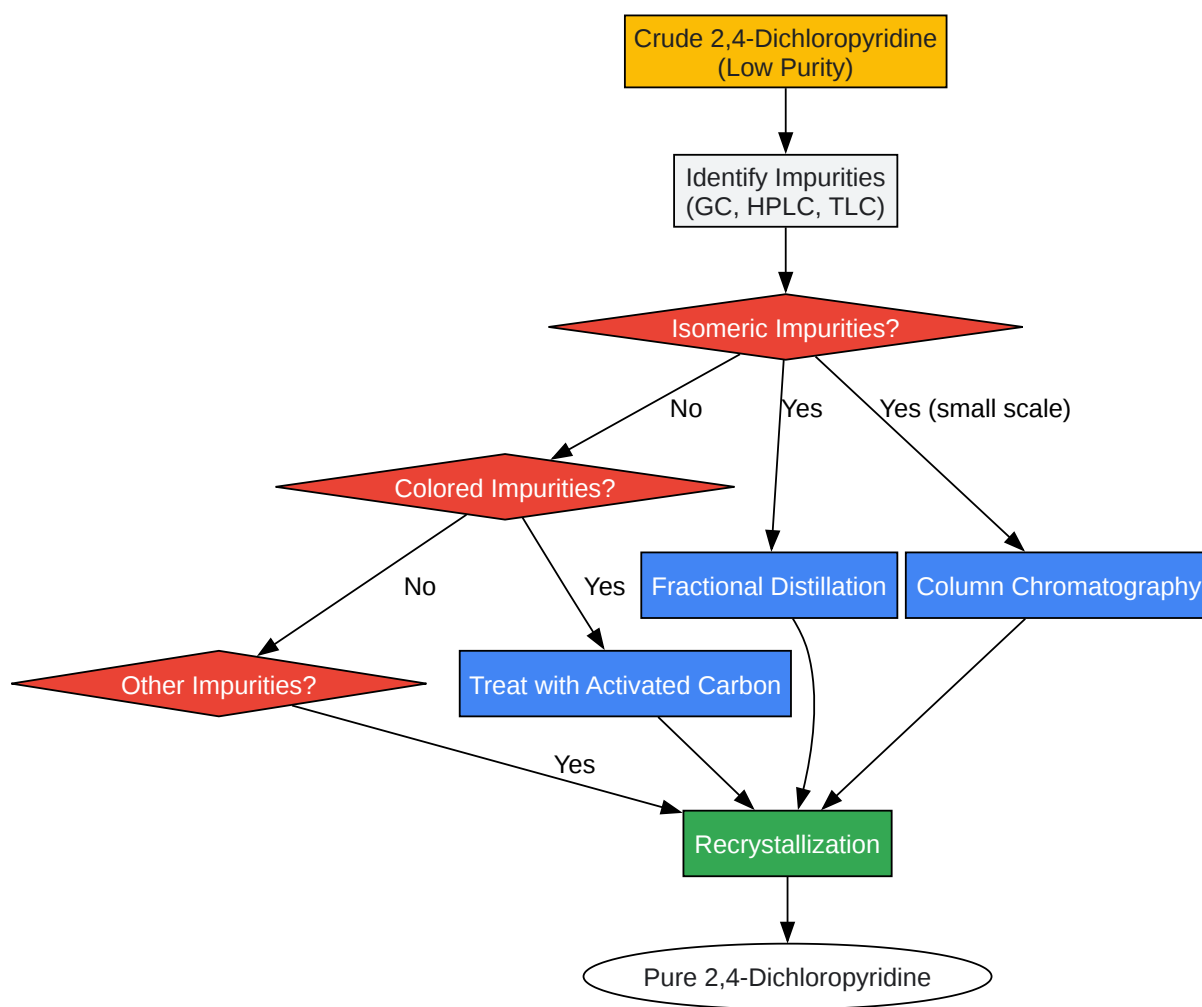 Crude 2,4-Dichloropyridine
(Low Purity)
Identify Impurities
(GC, HPLC, TLC)
Isomeric Impurities?
No
Yes
Yes (small scale)
Colored Impurities?
No
Yes
Fractional Distillation
Column Chromatography
Other Impurities?
Treat with Activated Carbon
Yes
Recrystallization
Pure 2,4-Dichloropyridine